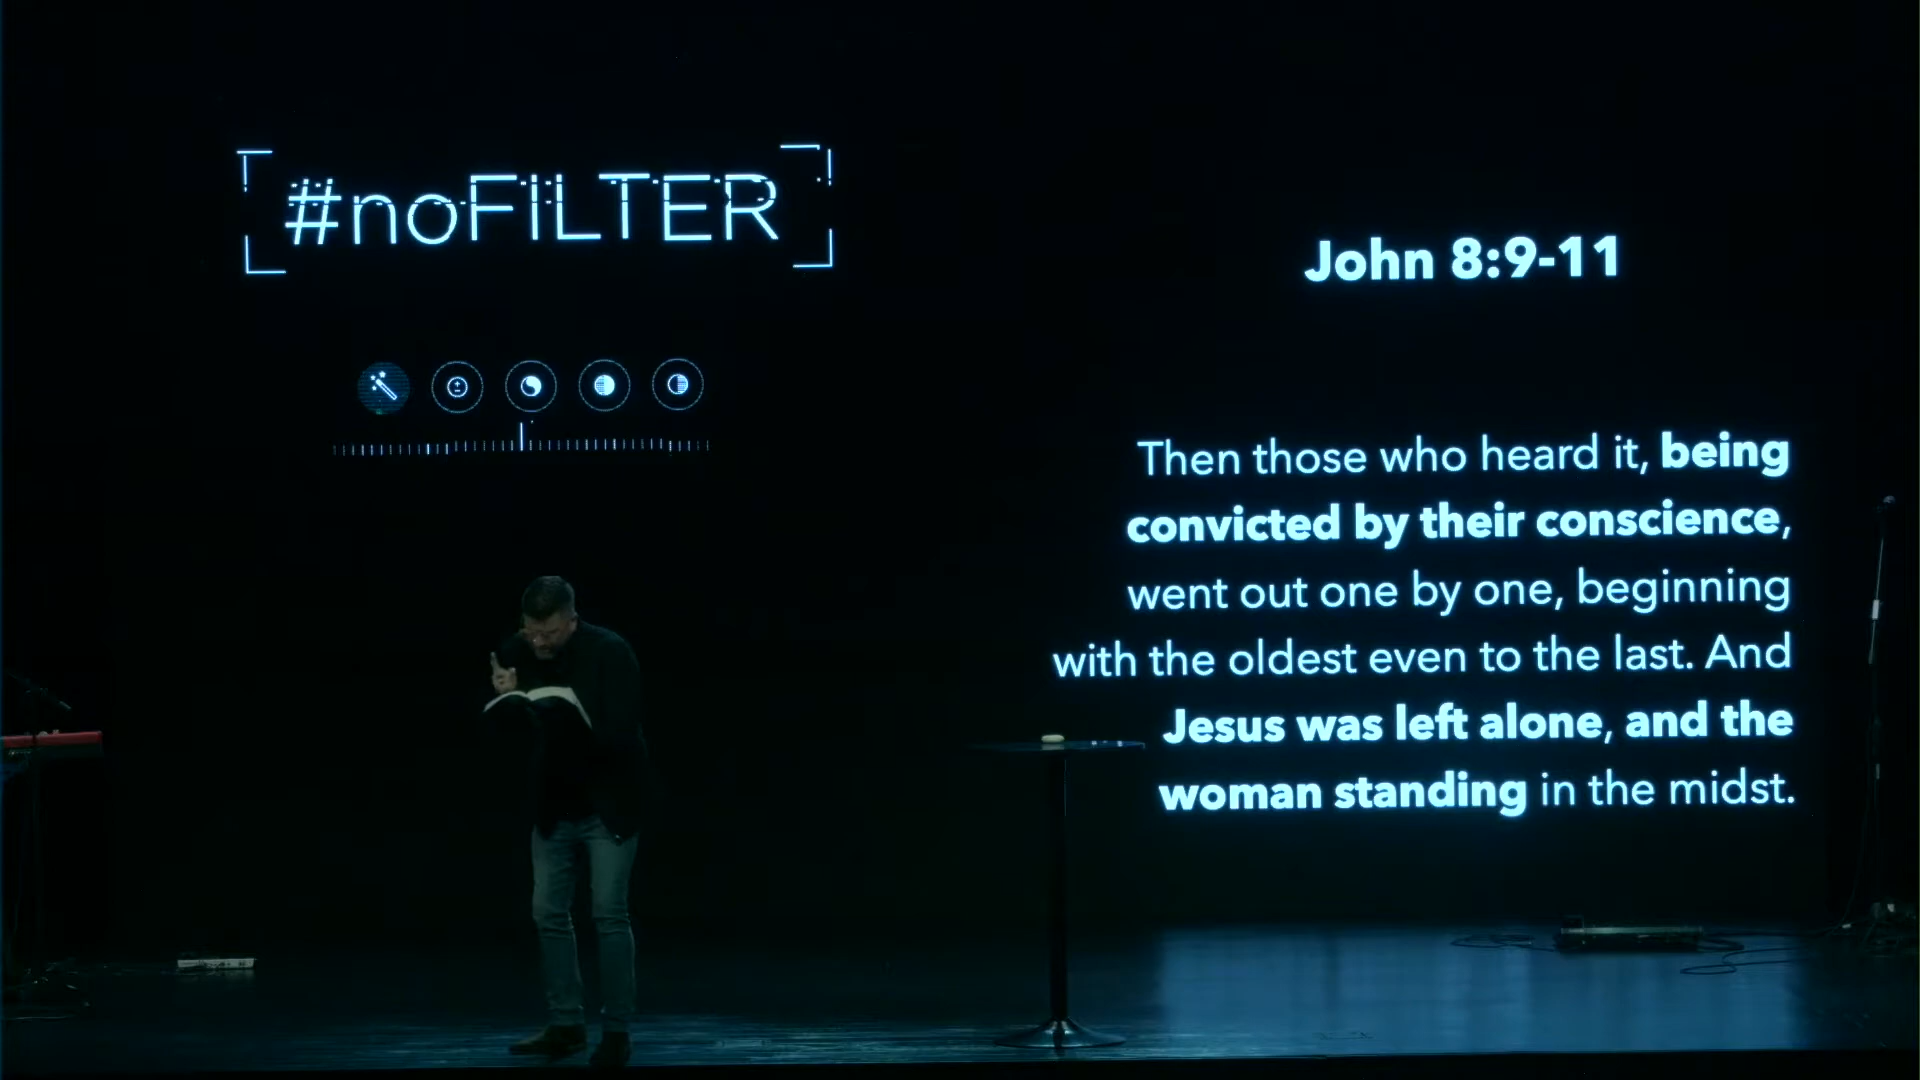 #noFILTER
John 8:9-11
Then those who heard it, being
convicted by their conscience,
went out one by one, beginning
with the oldest even to the last. And
Jesus was left alone, and the
woman standing in the midst.